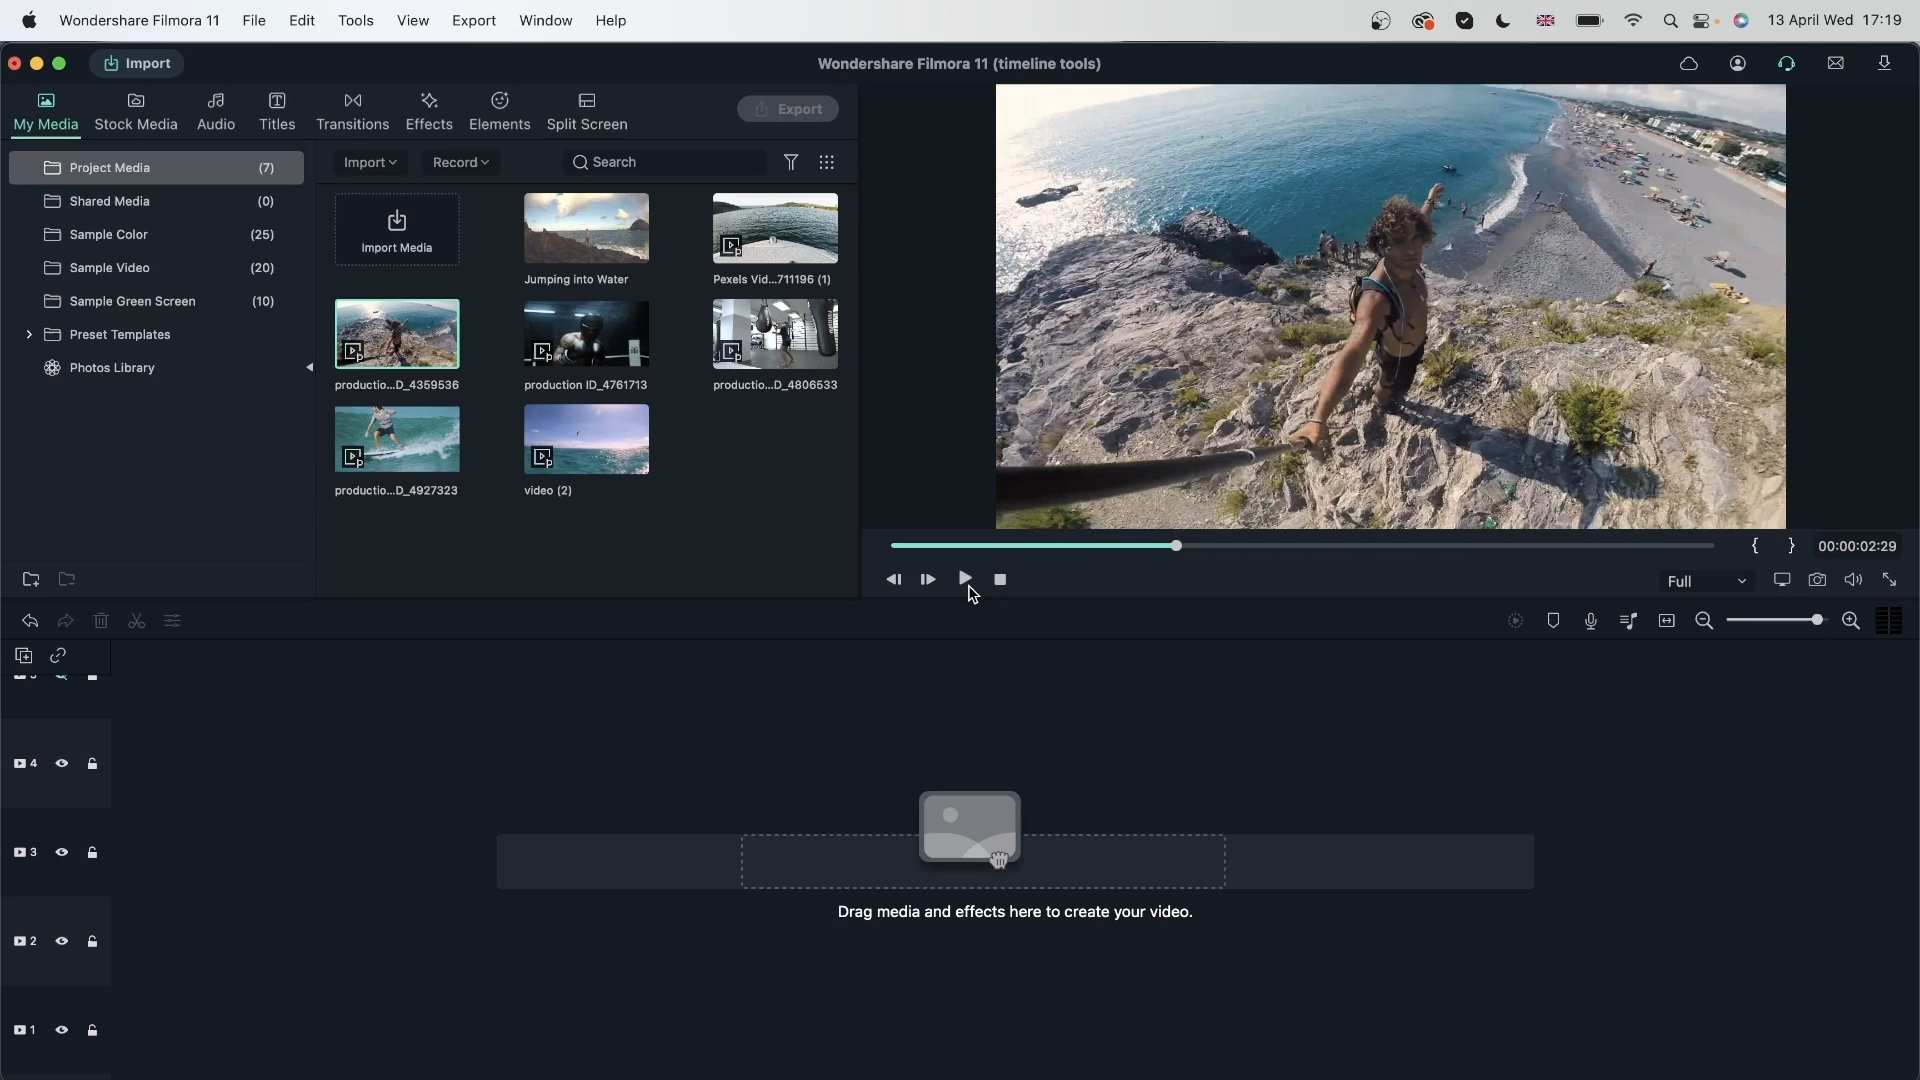 Wondershare Filmora 11 File Edit Tools View Export Window Help 13 April Wed 17:19
Import Wondershare Filmora 11 (timeline tools)
My Media Stock Media Audio Titles Transitions Effects Elements Split Screen Export
Project Media (7)
Shared Media (0)
Sample Color (25)
Sample Video (20)
Sample Green Screen (10)
Preset Templates
Photos Library
Import Record Search
Import Media
Jumping into Water
Pexels Vid...711196 (1)
productio...D_4359536
production ID_4761713
productio...D_4806533
productio...D_4927323
video (2)
{ } 00:00:02:29
Full
4
3
2
1
Drag media and effects here to create your video.